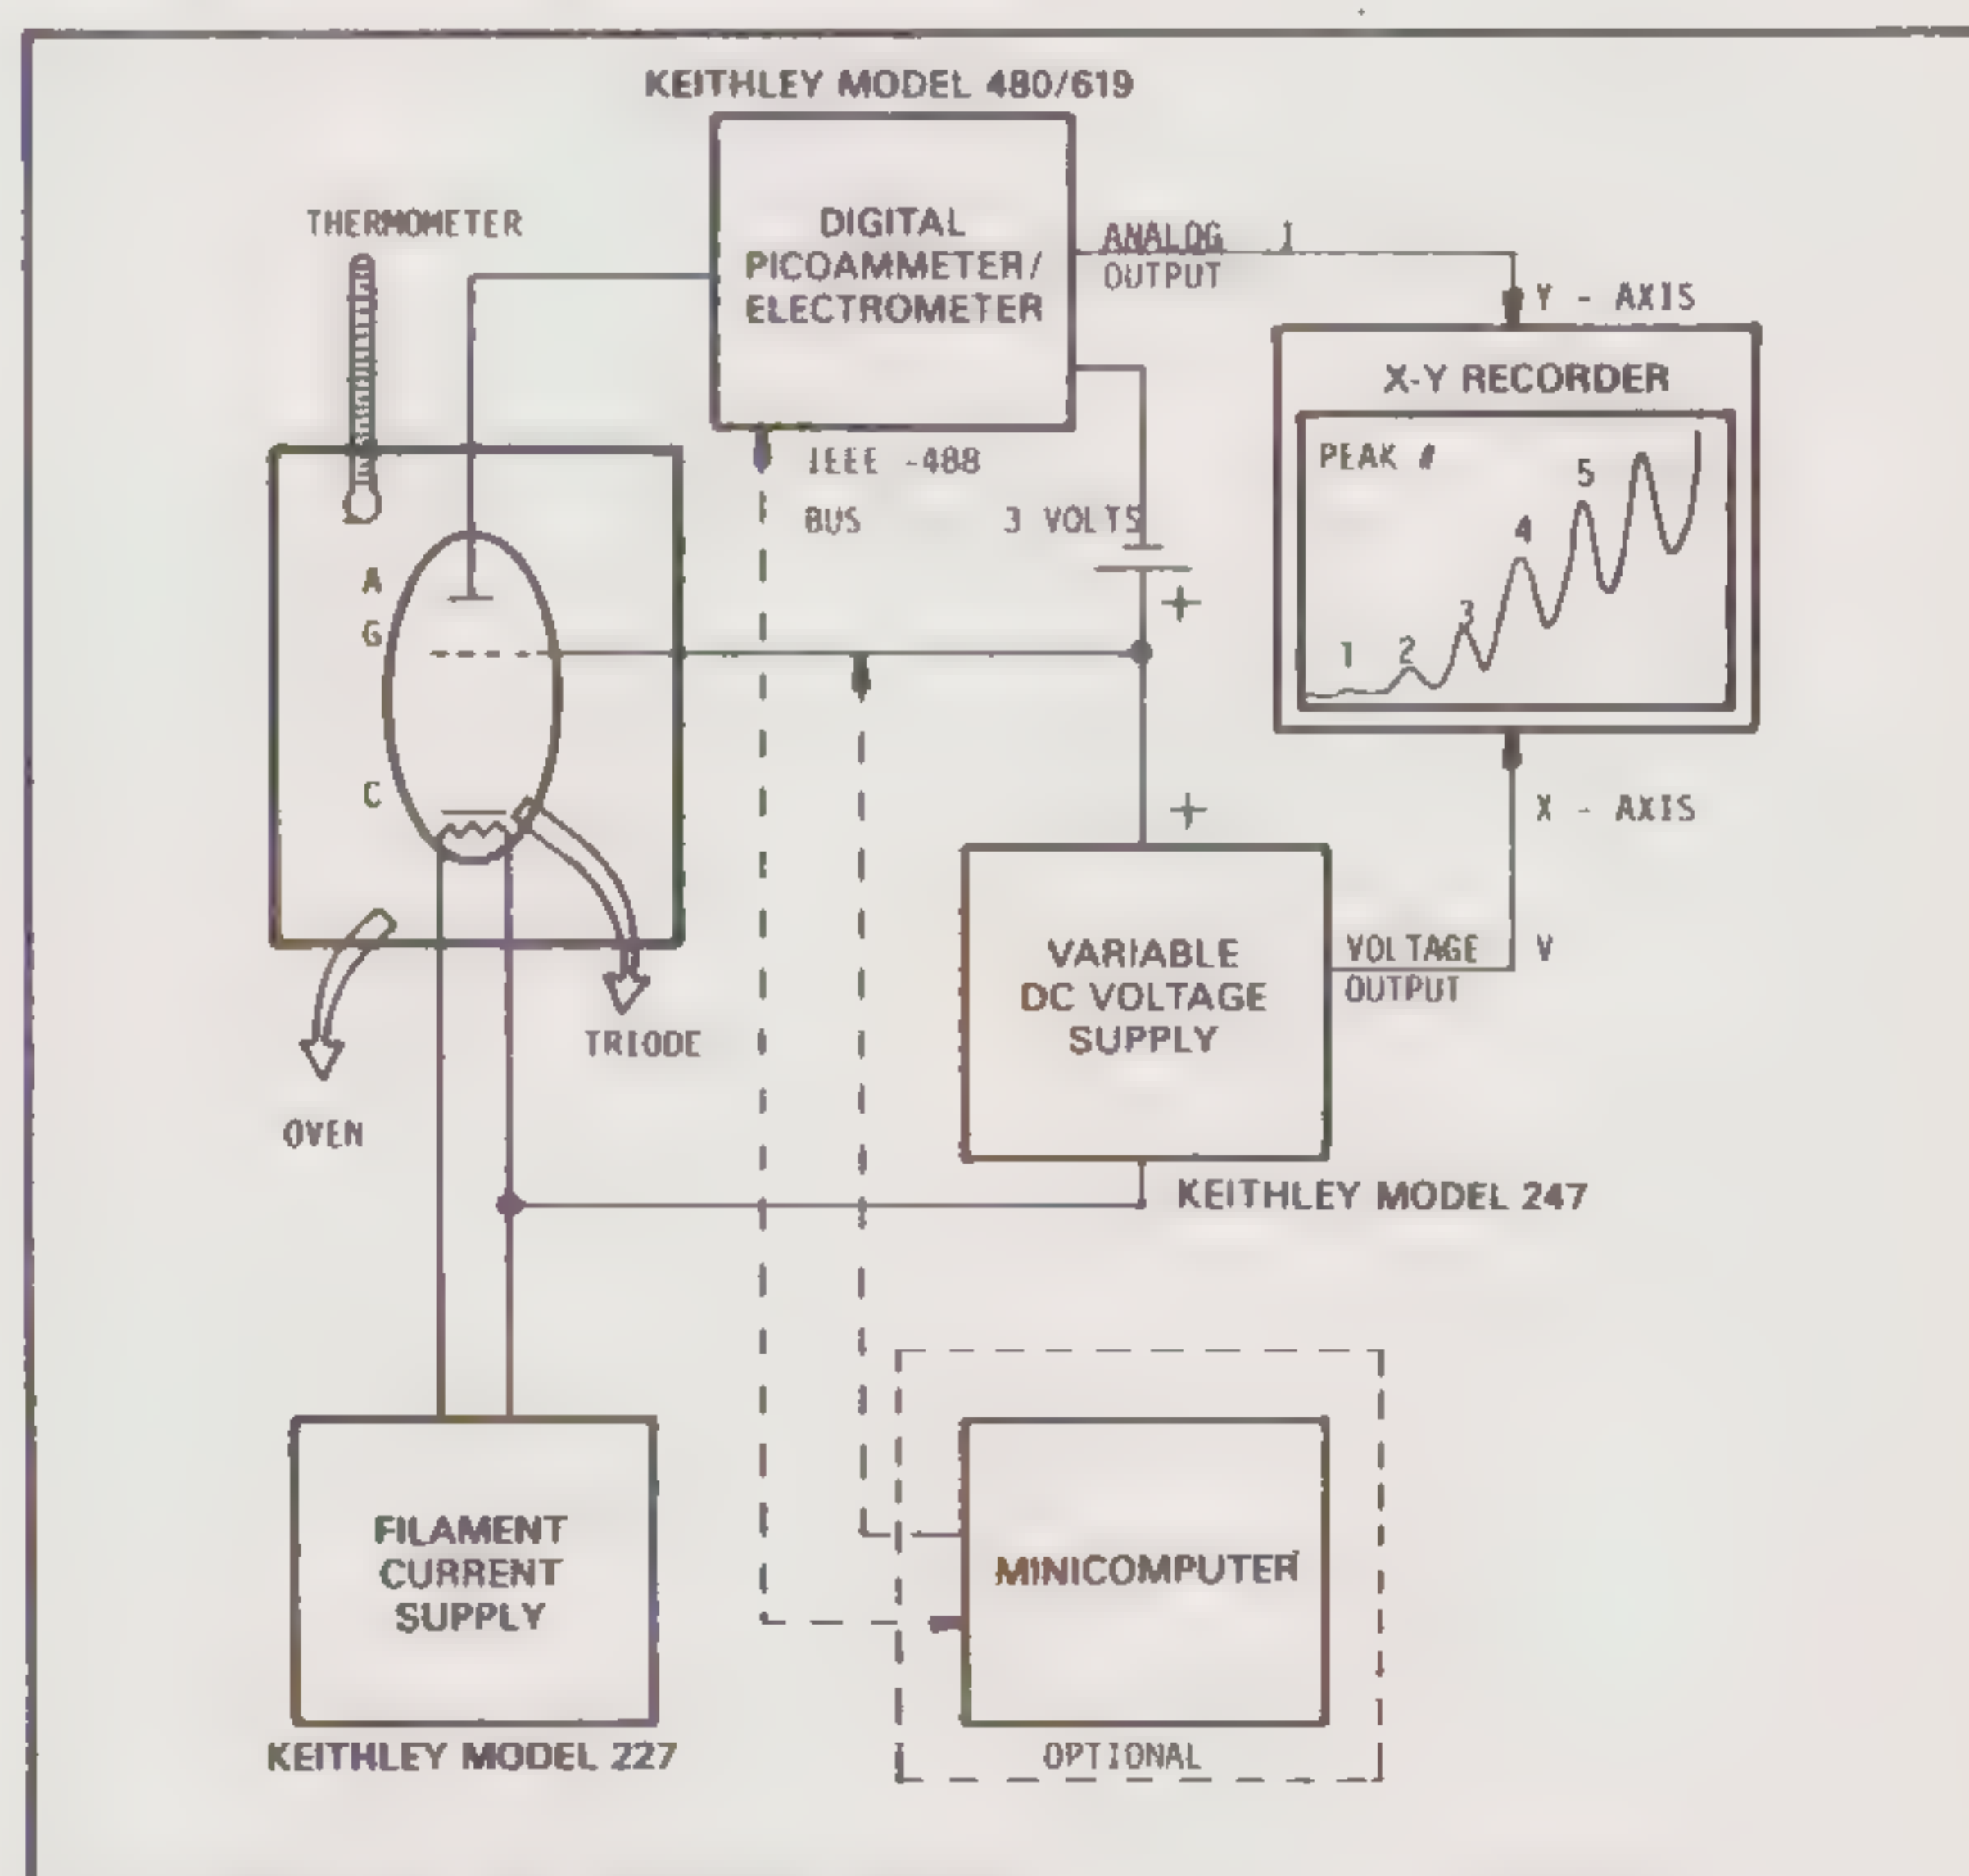 KEITHLEY MODEL 480/619
THERMOMETER
DIGITAL
PICOAMMETER/
ELECTROMETER
ANALOG I
OUTPUT
Y - AXIS
X-Y RECORDER
PEAK #
1
2
3
4
5
IEEE -488
BUS
3 VOLTS
+
A
G
C
+
X - AXIS
VARIABLE
DC VOLTAGE
SUPPLY
VOLTAGE V
OUTPUT
TRIODE
OVEN
KEITHLEY MODEL 247
FILAMENT
CURRENT
SUPPLY
MINICOMPUTER
KEITHLEY MODEL 227
OPTIONAL